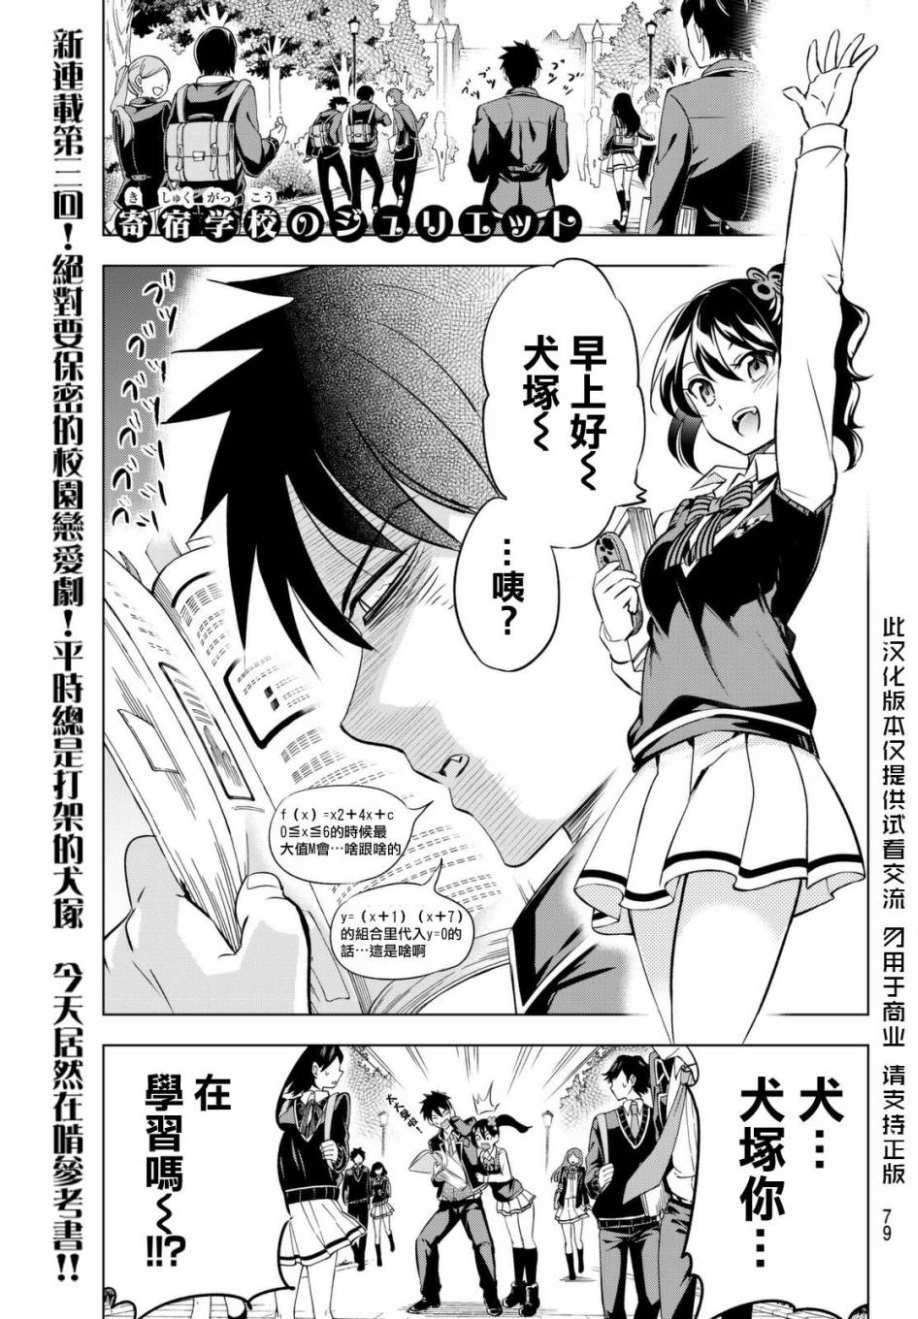 新連載第二回！絕對要保密的校園戀愛劇！平時總是打架的犬塚　今天居然在啃參考書！！
き しゅく がっ こう
寄宿学校のジュリエット
早上好～
犬塚～
…咦？
f(x)=x2+4x+c
0≦x≦6的時候最
大值M會…啥跟啥的
y=(x+1)(x+7)
的組合里代入y=0的
話…這是啥啊
犬…
犬塚你…
在
學習嗎～!!?
此汉化版本仅提供试看交流 勿用于商业 请支持正版
79